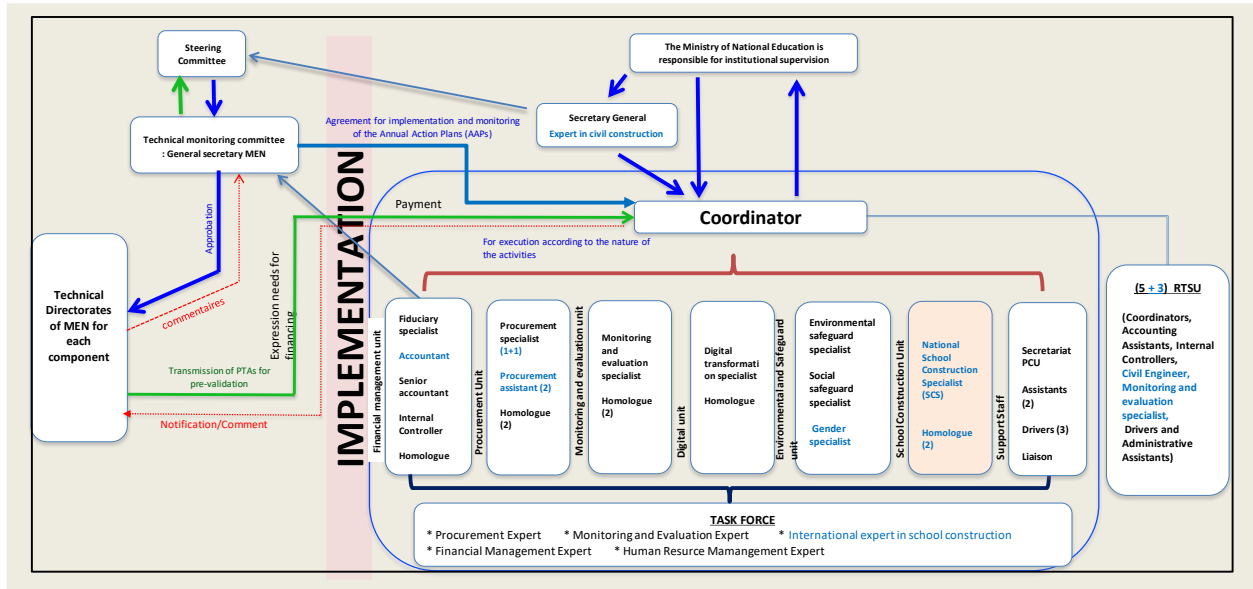 Steering
Committee
The Ministry of National Education is
responsible for institutional supervision
Secretary General
Expert in civil construction
Agreement for implementation and monitoring
of the Annual Action Plans (AAPs)
Technical monitoring committee
: General secretary MEN
IMPLEMENTATION
Payment
Coordinator
Approbation
For execution according to the nature of
the activities
Technical
Directorates
of MEN for
each
component
commentaires
Expression needs for
financing
Transmission of PTAs for
pre-validation
Notification/Comment
Financial management unit
Fiduciary
specialist
Accountant
Senior
accountant
Internal
Controller
Homologue
Procurement Unit
Procurement
specialist
(1+1)
Procurement
assistant (2)
Homologue
(2)
Monitoring and evaluation unit
Monitoring
and
evaluation
specialist
Homologue
(2)
Digital unit
Digital
transformati
on specialist
Homologue
Environmental and Safeguard
unit
Environmental
safeguard
specialist
Social
safeguard
specialist
Gender
specialist
School Construction Unit
National
School
Construction
Specialist
(SCS)
Homologue
(2)
Support Staff
Secretariat
PCU
Assistants
(2)
Drivers (3)
Liaison
(5 + 3) RTSU
(Coordinators,
Accounting
Assistants, Internal
Controllers,
Civil Engineer,
Monitoring and
evaluation
specialist,
Drivers and
Administrative
Assistants)
TASK FORCE
* Procurement Expert * Monitoring and Evaluation Expert * International expert in school construction
* Financial Management Expert * Human Resurce Mamangement Expert